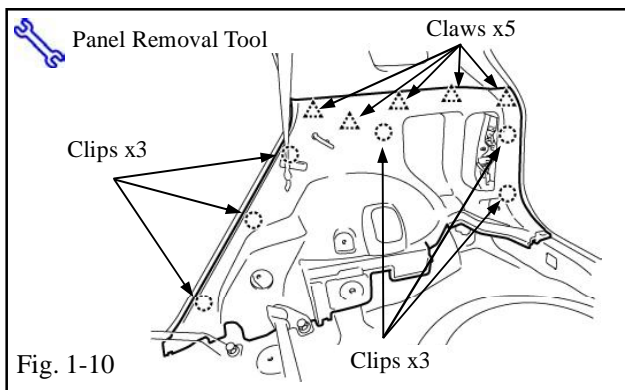 Panel Removal Tool
Claws x5
Clips x3
Clips x3
Fig. 1-10